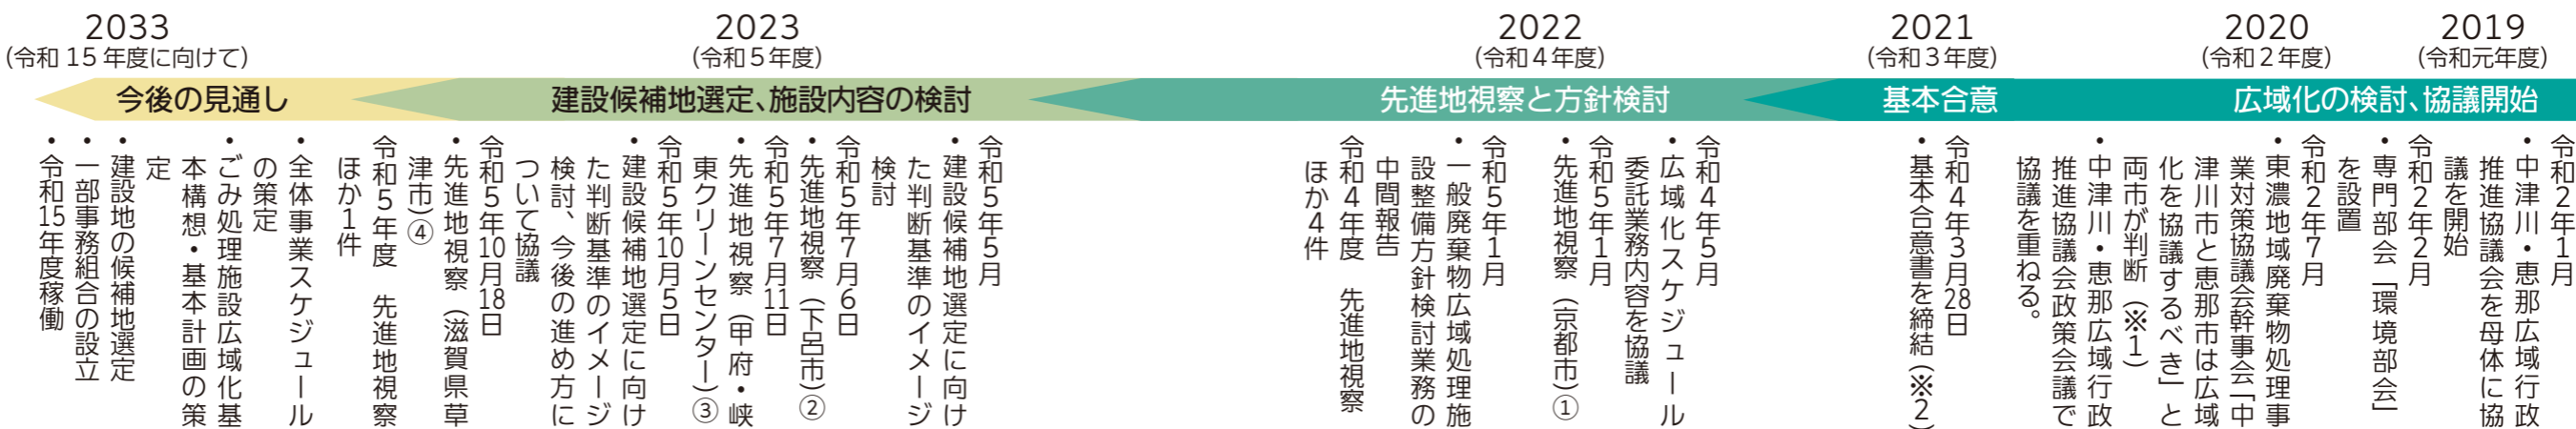 2019
(令和元年度)
2020
(令和2年度)
広域化の検討、協議開始
令和2年1月
・中津川・恵那広域行政
推進協議会を母体に協
議を開始
令和2年2月
・専門部会「環境部会」
を設置
令和2年7月
・東濃地域廃棄物処理事
業対策協議会幹事会「中
津川市と恵那市は広域
化を協議するべき」と
両市が判断(※1)
・中津川・恵那広域行政
推進協議会政策会議で
協議を重ねる。
2021
(令和3年度)
基本合意
令和4年3月28日
・基本合意書を締結(※2)
2022
(令和4年度)
先進地視察と方針検討
令和4年5月
・広域化スケジュール
委託業務内容を協議
令和5年1月
・先進地視察(京都市)①
令和5年1月
・一般廃棄物広域処理施
設整備方針検討業務の
中間報告
令和4年度 先進地視察
ほか4件
2023
(令和5年度)
建設候補地選定、施設内容の検討
令和5年5月
・建設候補地選定に向け
た判断基準のイメージ
検討
令和5年7月6日
・先進地視察(下呂市)②
令和5年7月11日
・先進地視察(甲府・峡
東クリーンセンター)③
令和5年10月5日
・建設候補地選定に向け
た判断基準のイメージ
検討、今後の進め方に
ついて協議
令和5年10月18日
・先進地視察(滋賀県草
津市)④
令和5年度 先進地視察
ほか1件
2033
(令和15年度に向けて)
今後の見通し
・全体事業スケジュール
の策定
・ごみ処理施設広域化基
本構想・基本計画の策
定
・建設地の候補地選定
・一部事務組合の設立
・令和15年度稼働